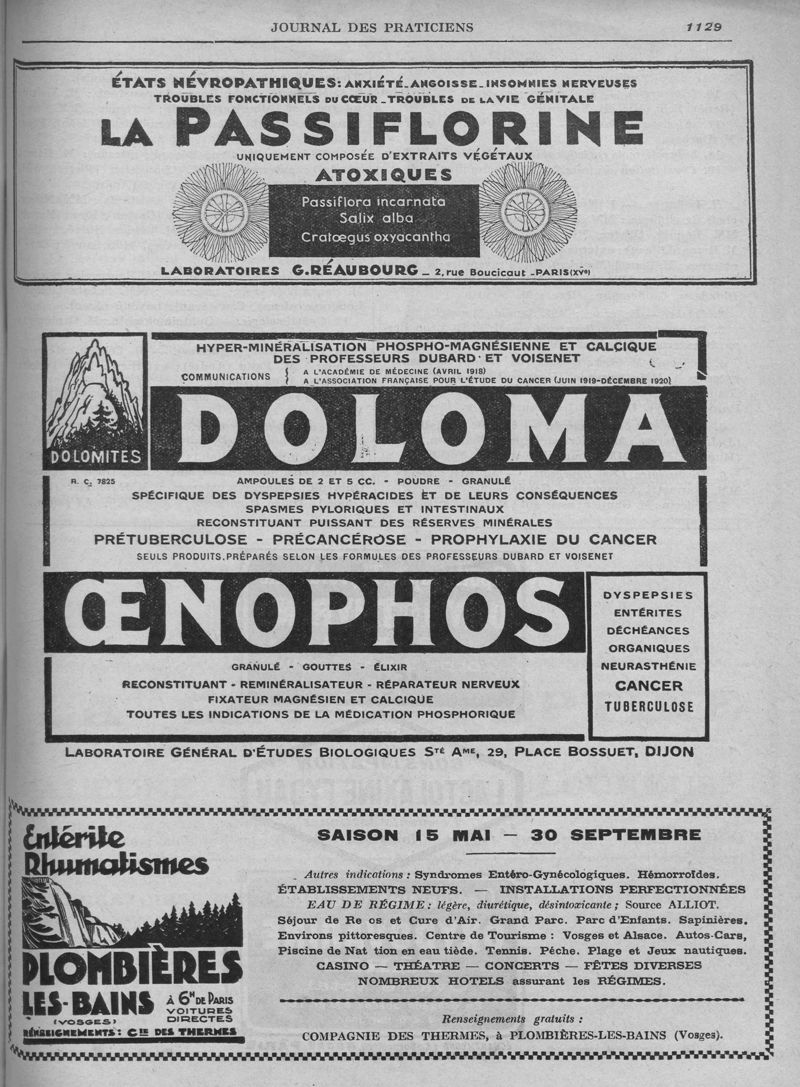 JOURNAL DES PRATICIENS
1129
ÉTATS NÉVROPATHIQUES: ANXIÉTÉ_ANGOISSE_INSOMNIES NERVEUSES
TROUBLES FONCTIONNELS DU CŒUR_TROUBLES DE LA VIE GÉNITALE
LA PASSIFLORINE
UNIQUEMENT COMPOSÉE D'EXTRAITS VÉGÉTAUX
ATOXIQUES
Passiflora incarnata
Salix alba
Cratœgus oxyacantha
LABORATOIRES G.RÉAUBOURG _ 2, rue Boucicaut _PARIS (XVe)
HYPER-MINÉRALISATION PHOSPHO-MAGNÉSIENNE ET CALCIQUE
DES PROFESSEURS DUBARD ET VOISENET
COMMUNICATIONS { A L'ACADÉMIE DE MÉDECINE (AVRIL 1918)
A L'ASSOCIATION FRANÇAISE POUR L'ÉTUDE DU CANCER (JUIN 1919-DÉCEMBRE 1920)
DOLOMITES
DOLOMA
R. C. 7825
AMPOULES DE 2 ET 5 CC. - POUDRE - GRANULÉ
SPÉCIFIQUE DES DYSPEPSIES HYPÉRACIDES ET DE LEURS CONSÉQUENCES
SPASMES PYLORIQUES ET INTESTINAUX
RECONSTITUANT PUISSANT DES RÉSERVES MINÉRALES
PRÉTUBERCULOSE - PRÉCANCÉROSE - PROPHYLAXIE DU CANCER
SEULS PRODUITS.PRÉPARÉS SELON LES FORMULES DES PROFESSEURS DUBARD ET VOISENET
ŒNOPHOS
GRANULÉ - GOUTTES - ÉLIXIR
RECONSTITUANT - REMINÉRALISATEUR - RÉPARATEUR NERVEUX
FIXATEUR MAGNÉSIEN ET CALCIQUE
TOUTES LES INDICATIONS DE LA MÉDICATION PHOSPHORIQUE
DYSPEPSIES
ENTÉRITES
DÉCHÉANCES
ORGANIQUES
NEURASTHÉNIE
CANCER
TUBERCULOSE
LABORATOIRE GÉNÉRAL D'ÉTUDES BIOLOGIQUES STÉ AME, 29, PLACE BOSSUET, DIJON
Entérite
Rhumatismes
PLOMBIÈRES
LES-BAINS
(VOSGES)
À 6H DE PARIS
VOITURES
DIRECTES
RENSEIGNEMENTS: CIE DES THERMES
SAISON 15 MAI — 30 SEPTEMBRE
Autres indications : Syndromes Entéro-Gynécologiques. Hémorroïdes.
ÉTABLISSEMENTS NEUFS. — INSTALLATIONS PERFECTIONNÉES
EAU DE RÉGIME : légère, diurétique, désintoxicante ; Source ALLIOT.
Séjour de Re os et Cure d'Air. Grand Parc. Parc d'Enfants. Sapinières.
Environs pittoresques. Centre de Tourisme : Vosges et Alsace. Autos-Cars,
Piscine de Nat tion en eau tiède. Tennis. Pêche. Plage et Jeux nautiques.
CASINO — THÉATRE — CONCERTS — FÊTES DIVERSES
NOMBREUX HOTELS assurant les RÉGIMES.
Renseignements gratuits :
COMPAGNIE DES THERMES, à PLOMBIÈRES-LES-BAINS (Vosges).